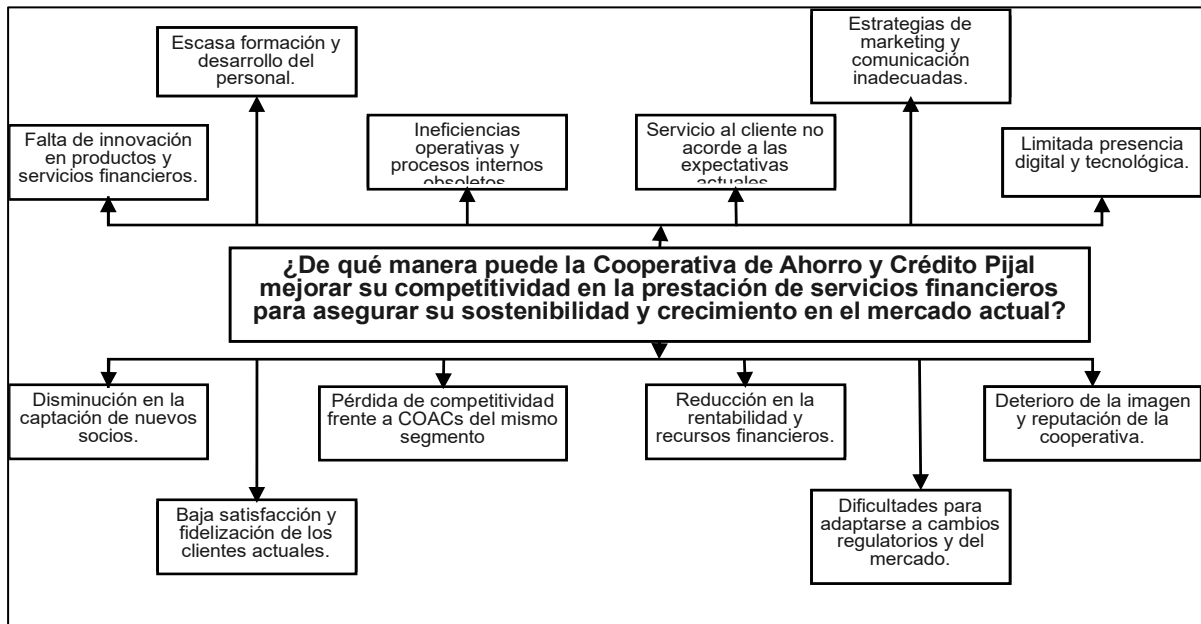 Escasa formación y
desarrollo del
personal.
Estrategias de
marketing y
comunicación
inadecuadas.
Falta de innovación
en productos y
servicios financieros.
Ineficiencias
operativas y
procesos internos
obsoletos
Servicio al cliente no
acorde a las
expectativas
actuales
Limitada presencia
digital y tecnológica.
¿De qué manera puede la Cooperativa de Ahorro y Crédito Pijal
mejorar su competitividad en la prestación de servicios financieros
para asegurar su sostenibilidad y crecimiento en el mercado actual?
Disminución en la
captación de nuevos
socios.
Pérdida de competitividad
frente a COACs del mismo
segmento
Reducción en la
rentabilidad y
recursos financieros.
Deterioro de la imagen
y reputación de la
cooperativa.
Baja satisfacción y
fidelización de los
clientes actuales.
Dificultades para
adaptarse a cambios
regulatorios y del
mercado.